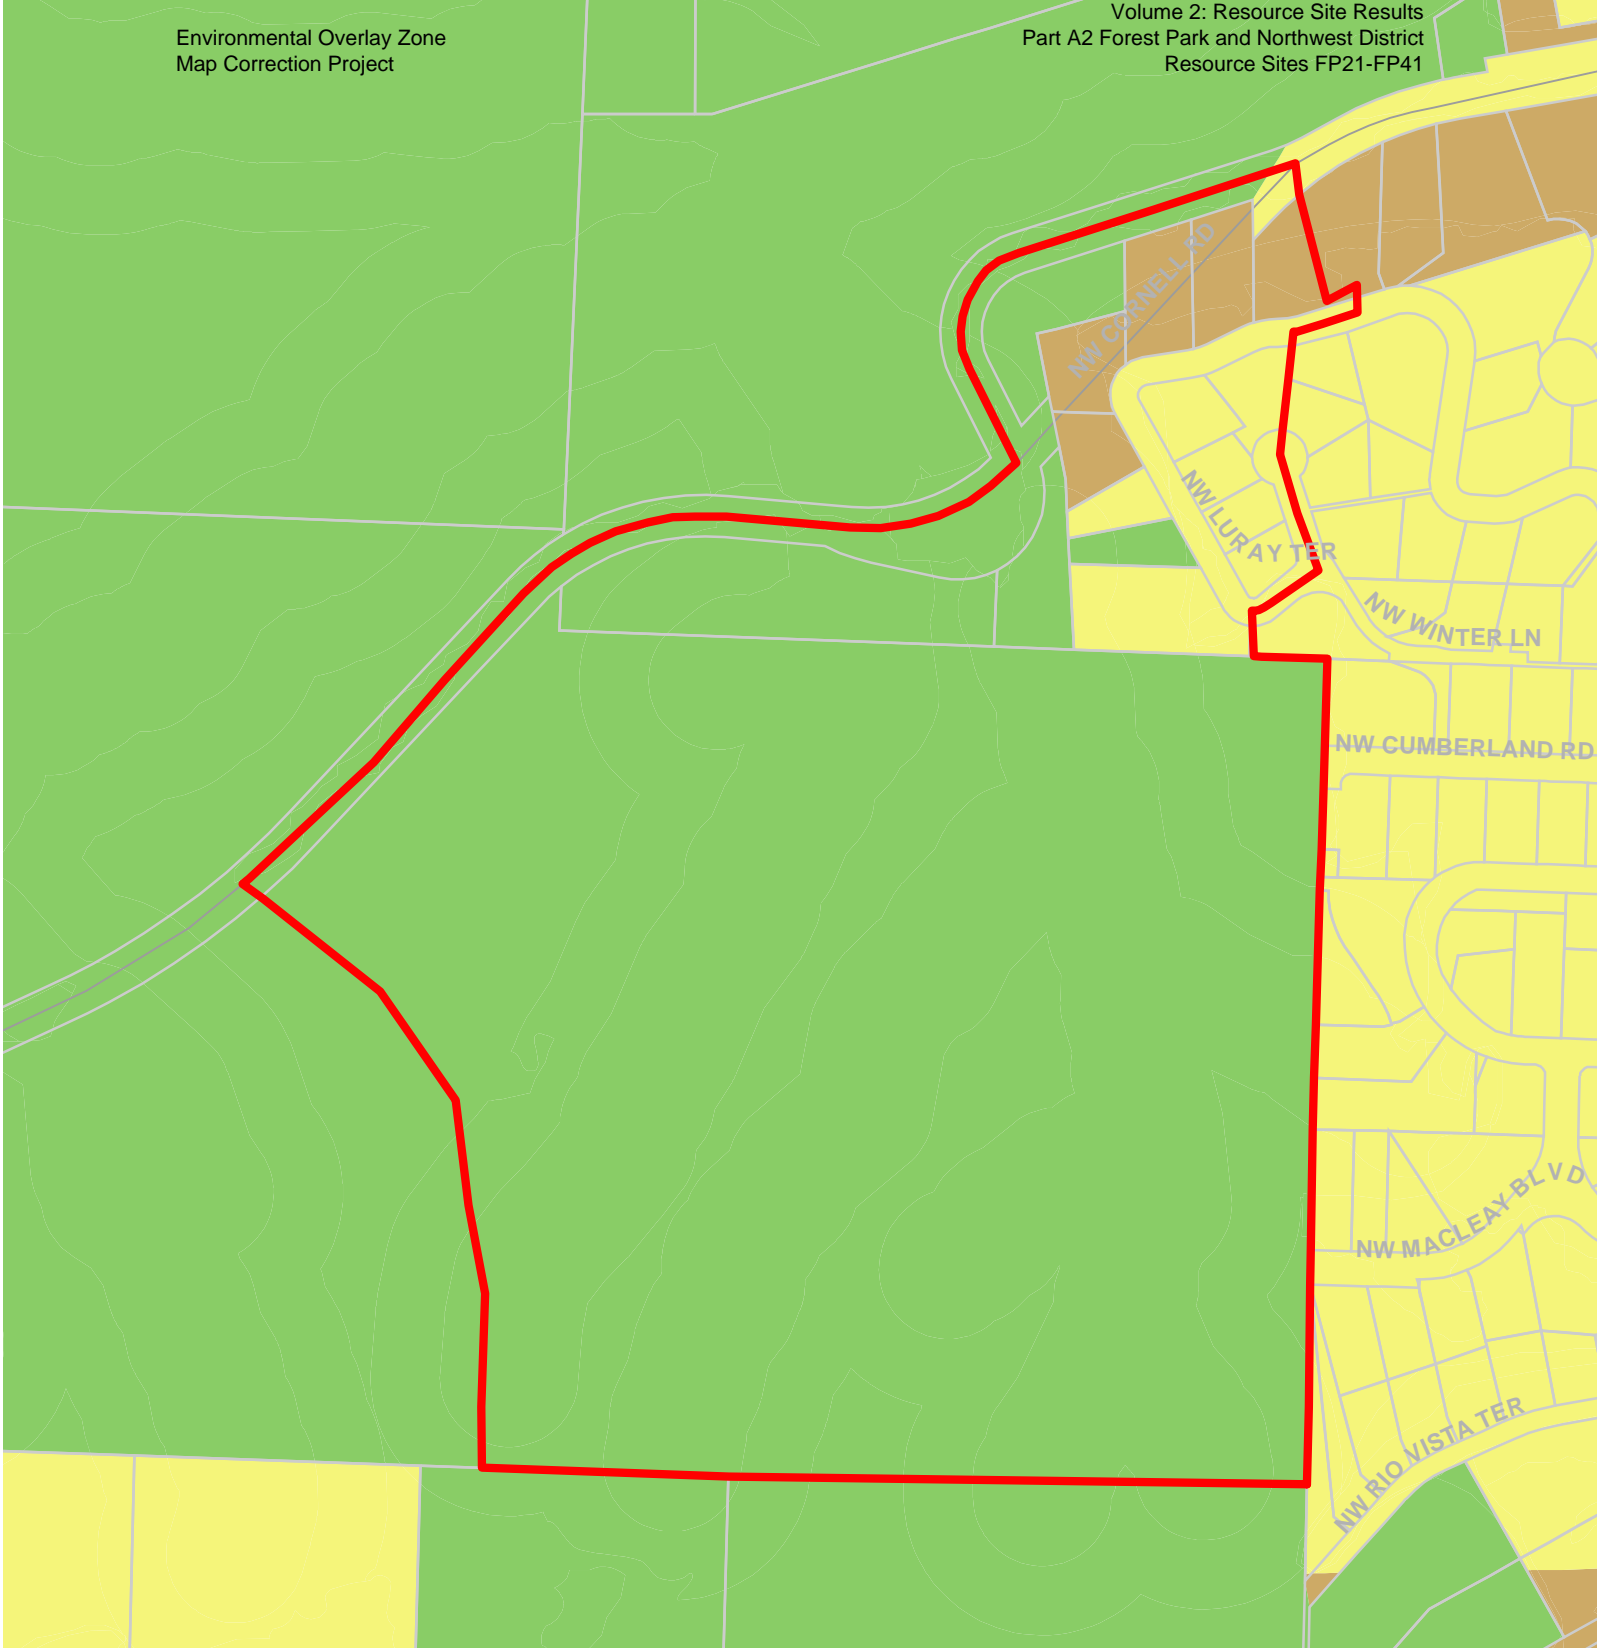 Environmental Overlay Zone
Map Correction Project
Volume 2: Resource Site Results
Part A2 Forest Park and Northwest District
Resource Sites FP21-FP41
NW CORNELL RD
NW LURAY TER
NW WINTER LN
NW CUMBERLAND RD
NW MACLEAY BLVD
NW RIO VISTA TER